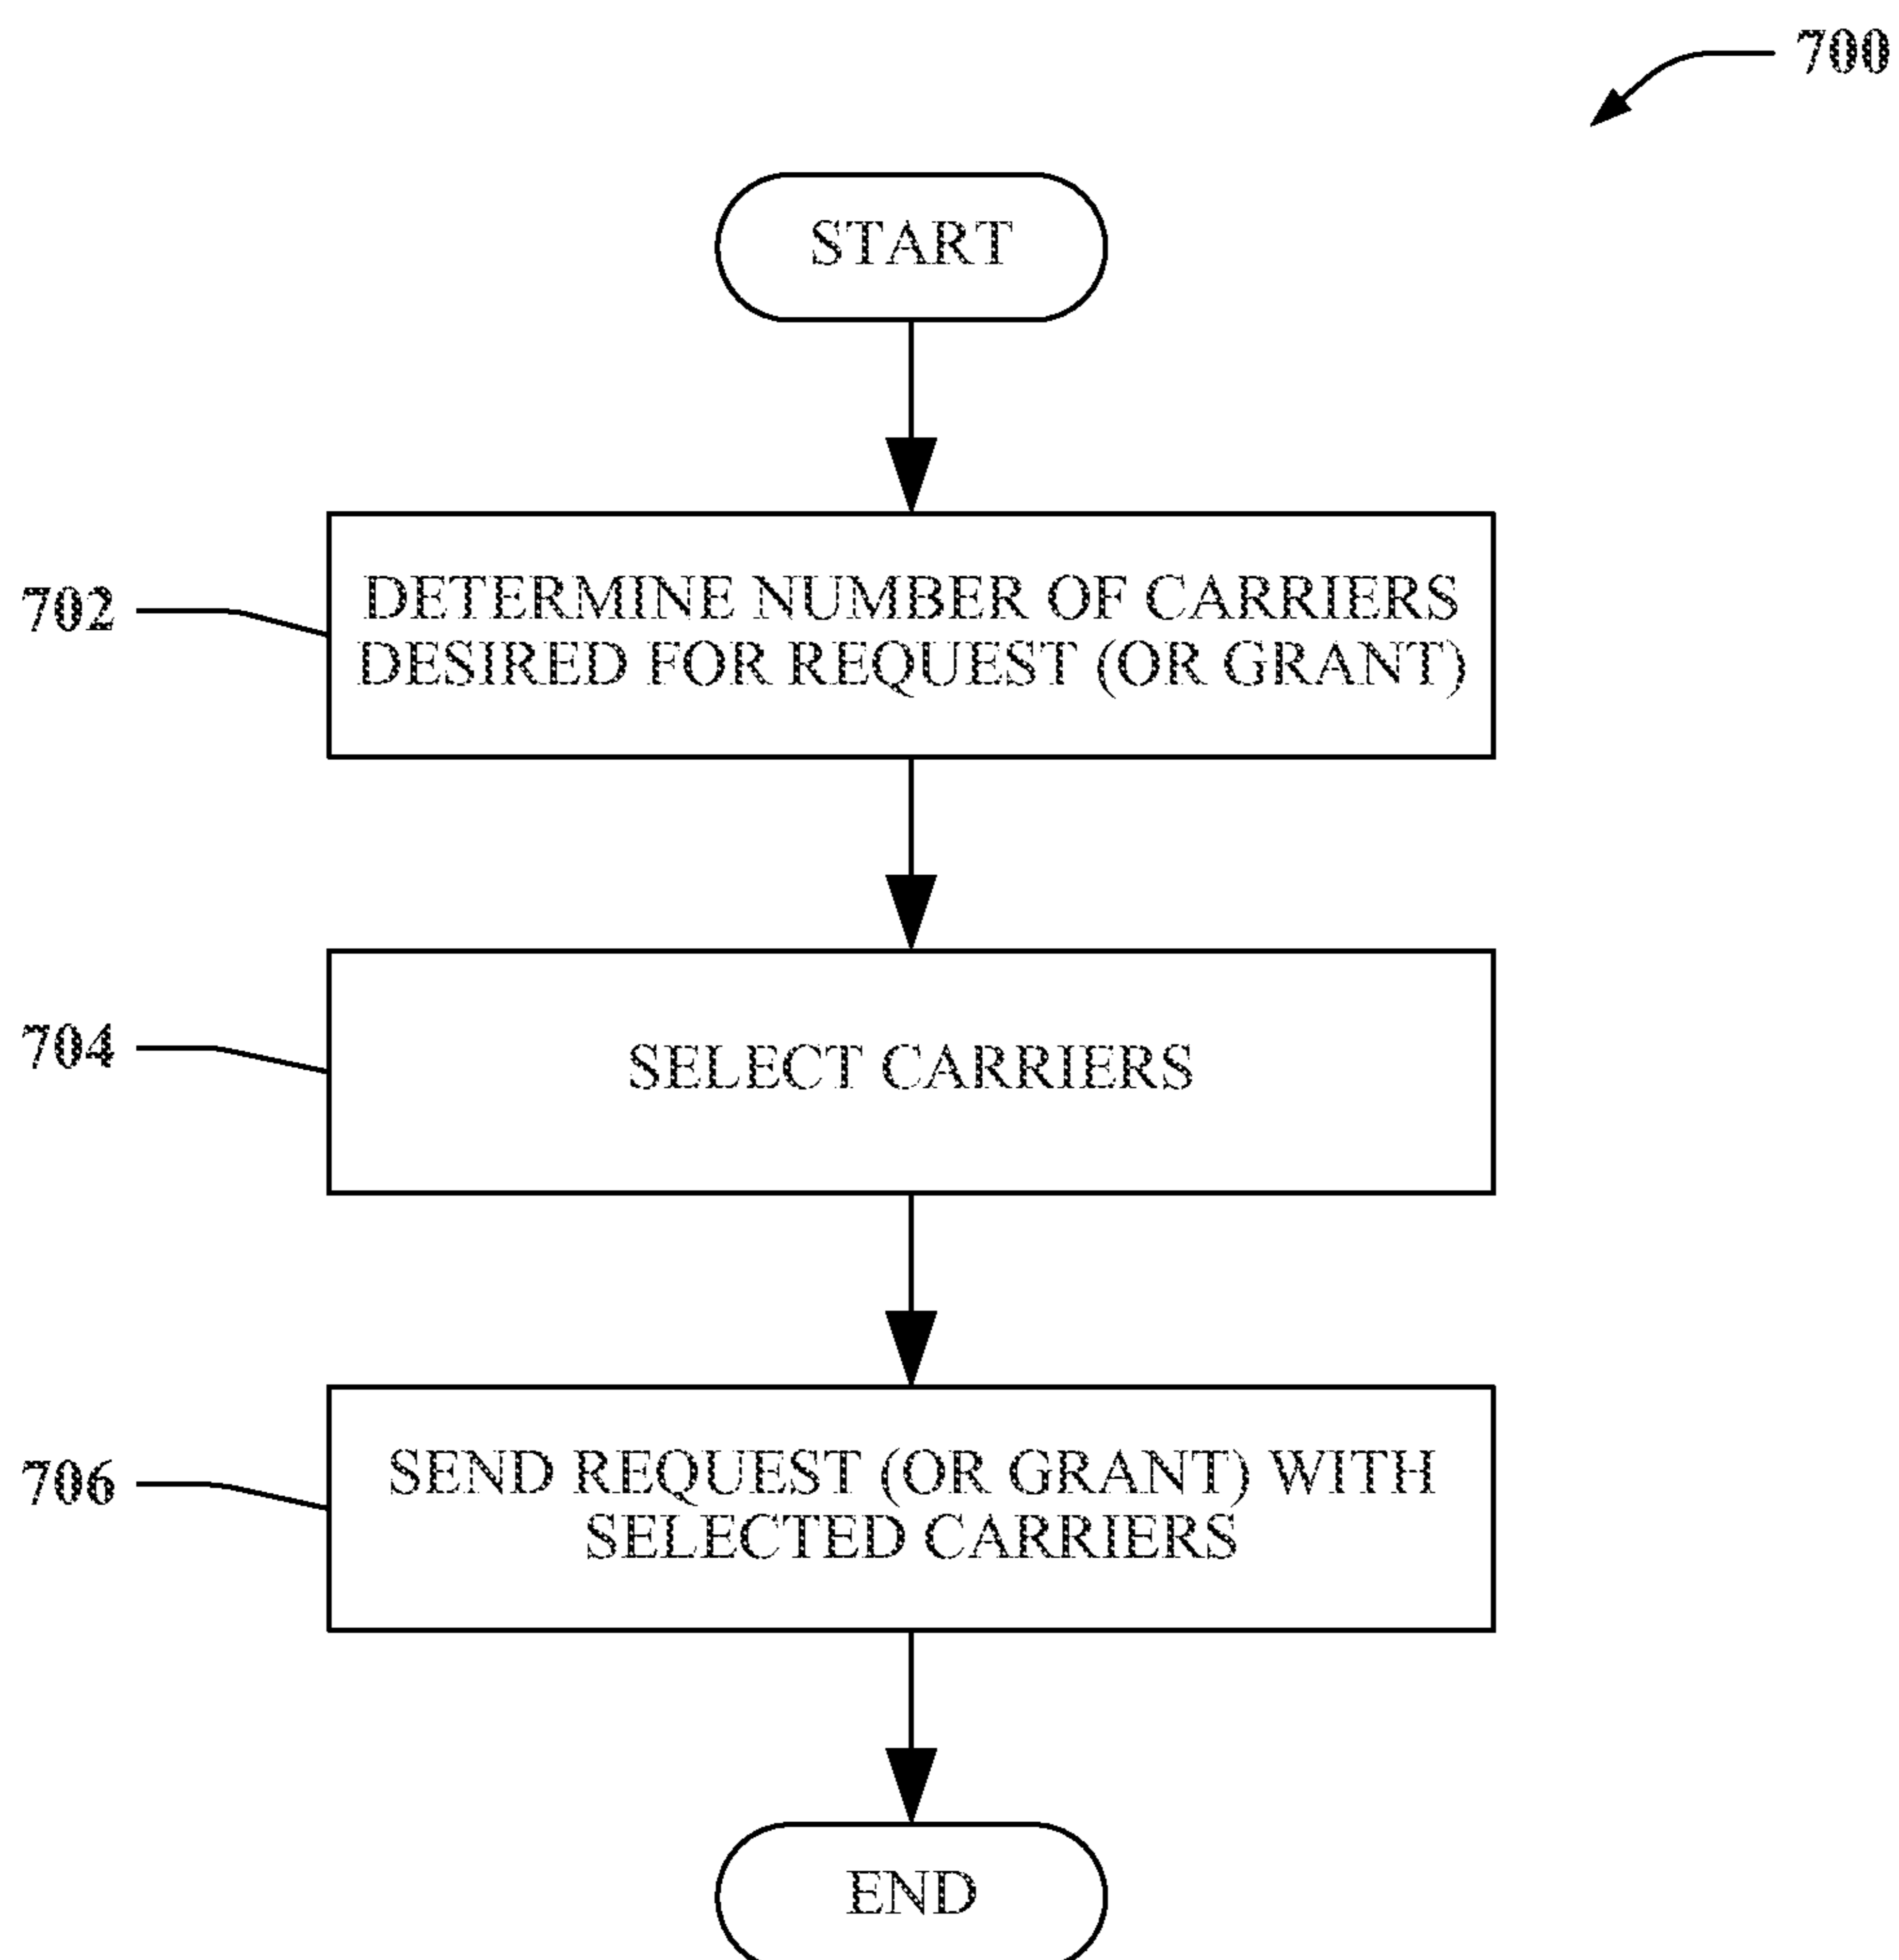 700
START
702
DETERMINE NUMBER OF CARRIERS
DESIRED FOR REQUEST (OR GRANT)
704
SELECT CARRIERS
706
SEND REQUEST (OR GRANT) WITH
SELECTED CARRIERS
END